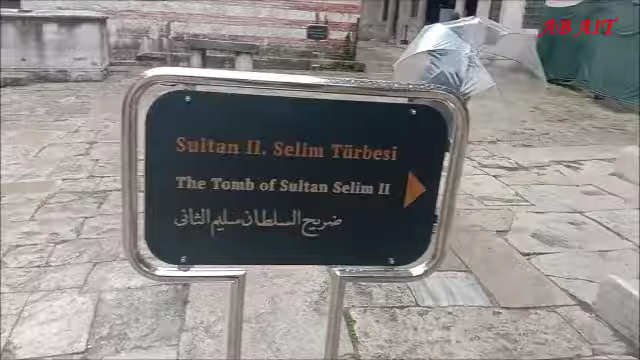 AB AIT
Sultan II. Selim Türbesi
The Tomb of Sultan Selim II
ضريح السلطان سليم الثاني